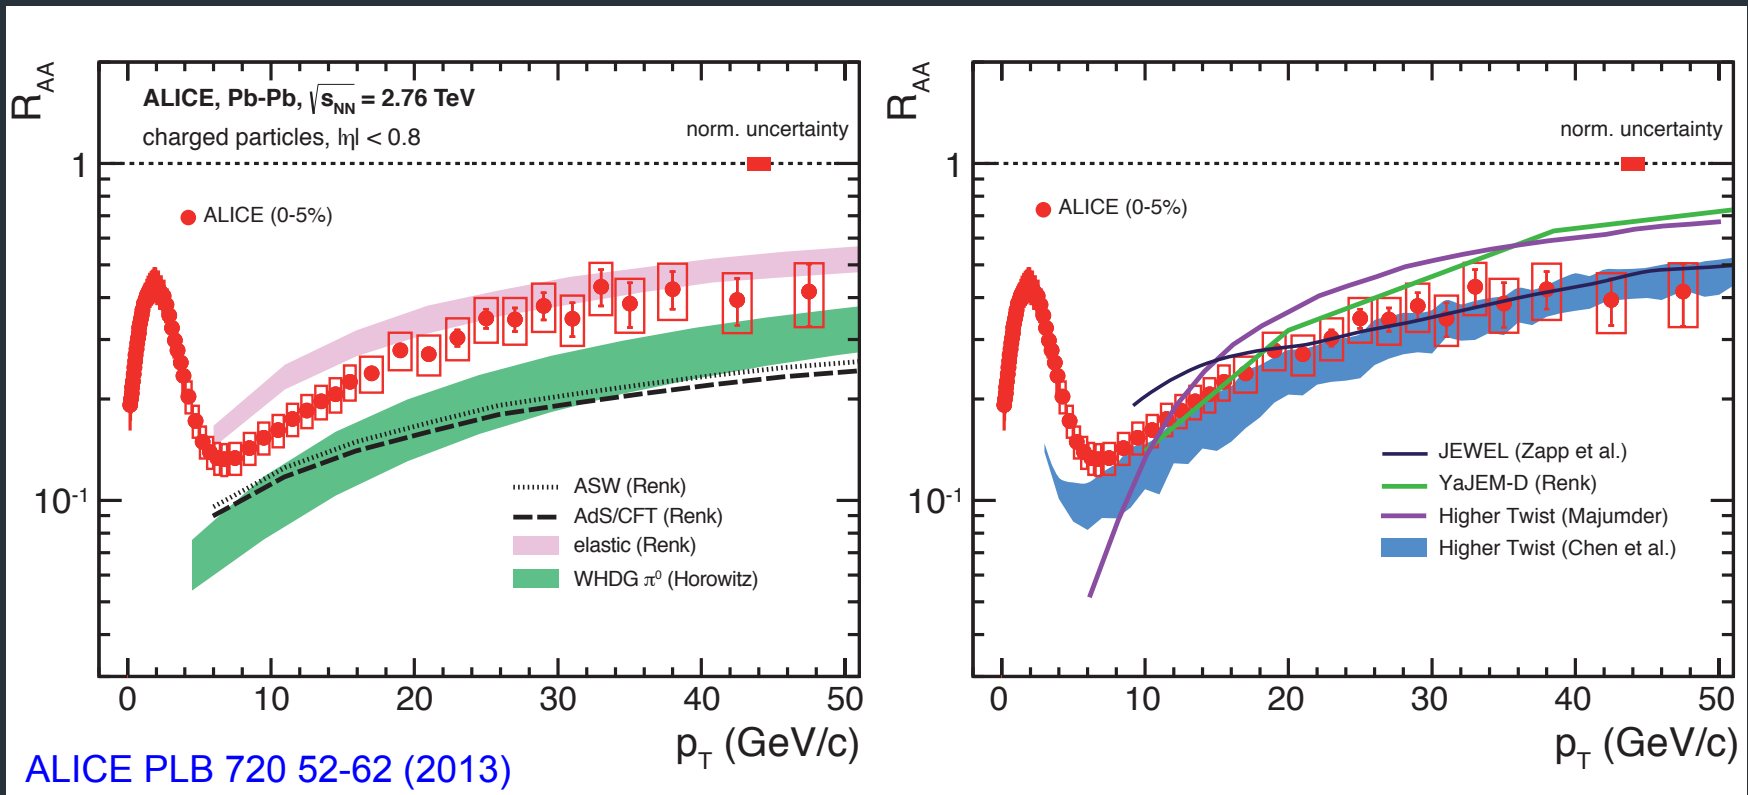 R_AA
ALICE, Pb-Pb, √s_NN = 2.76 TeV
charged particles, |η| < 0.8
norm. uncertainty
1
ALICE (0-5%)
10^-1
ASW (Renk)
AdS/CFT (Renk)
elastic (Renk)
WHDG π^0 (Horowitz)
0 10 20 30 40 50
p_T (GeV/c)
R_AA
norm. uncertainty
1
ALICE (0-5%)
10^-1
JEWEL (Zapp et al.)
YaJEM-D (Renk)
Higher Twist (Majumder)
Higher Twist (Chen et al.)
0 10 20 30 40 50
p_T (GeV/c)
ALICE PLB 720 52-62 (2013)